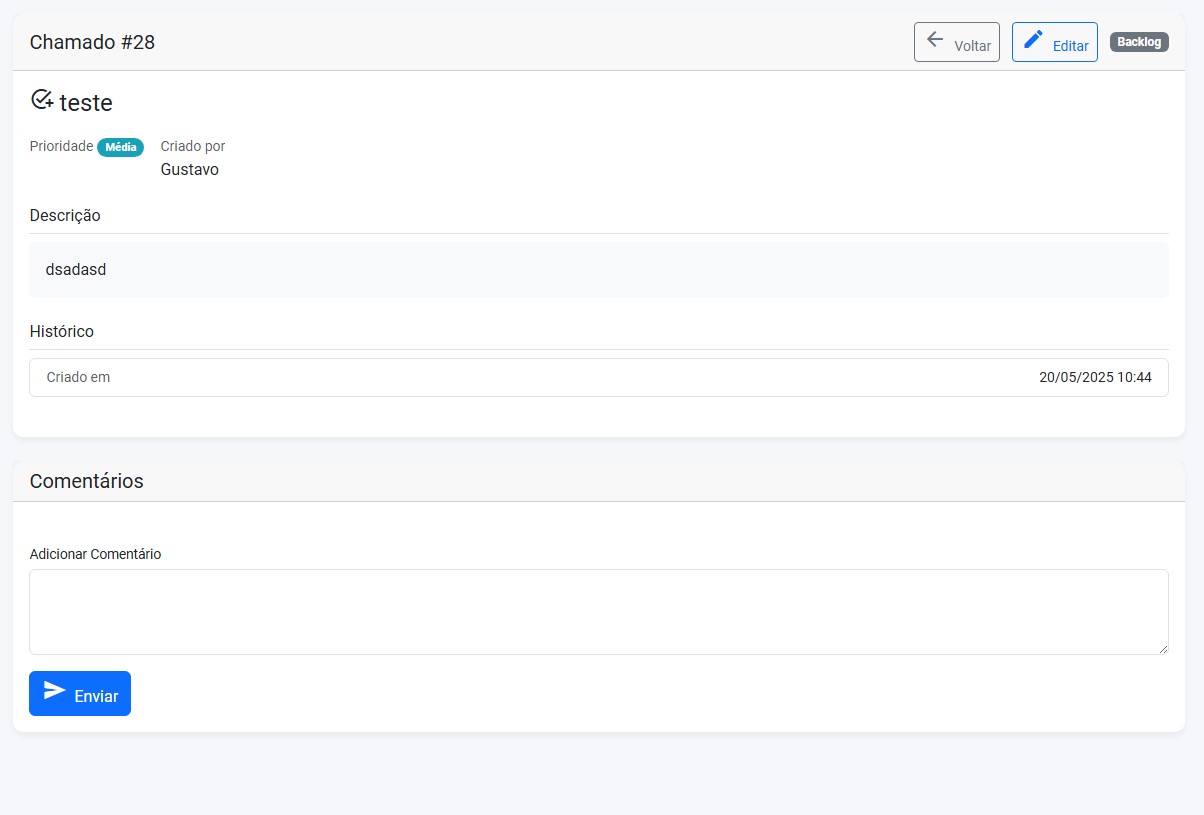 Chamado #28
Voltar
Editar
Backlog
teste
Prioridade Média
Criado por
Gustavo
Descrição
dsadasd
Histórico
Criado em 20/05/2025 10:44
Comentários
Adicionar Comentário
Enviar